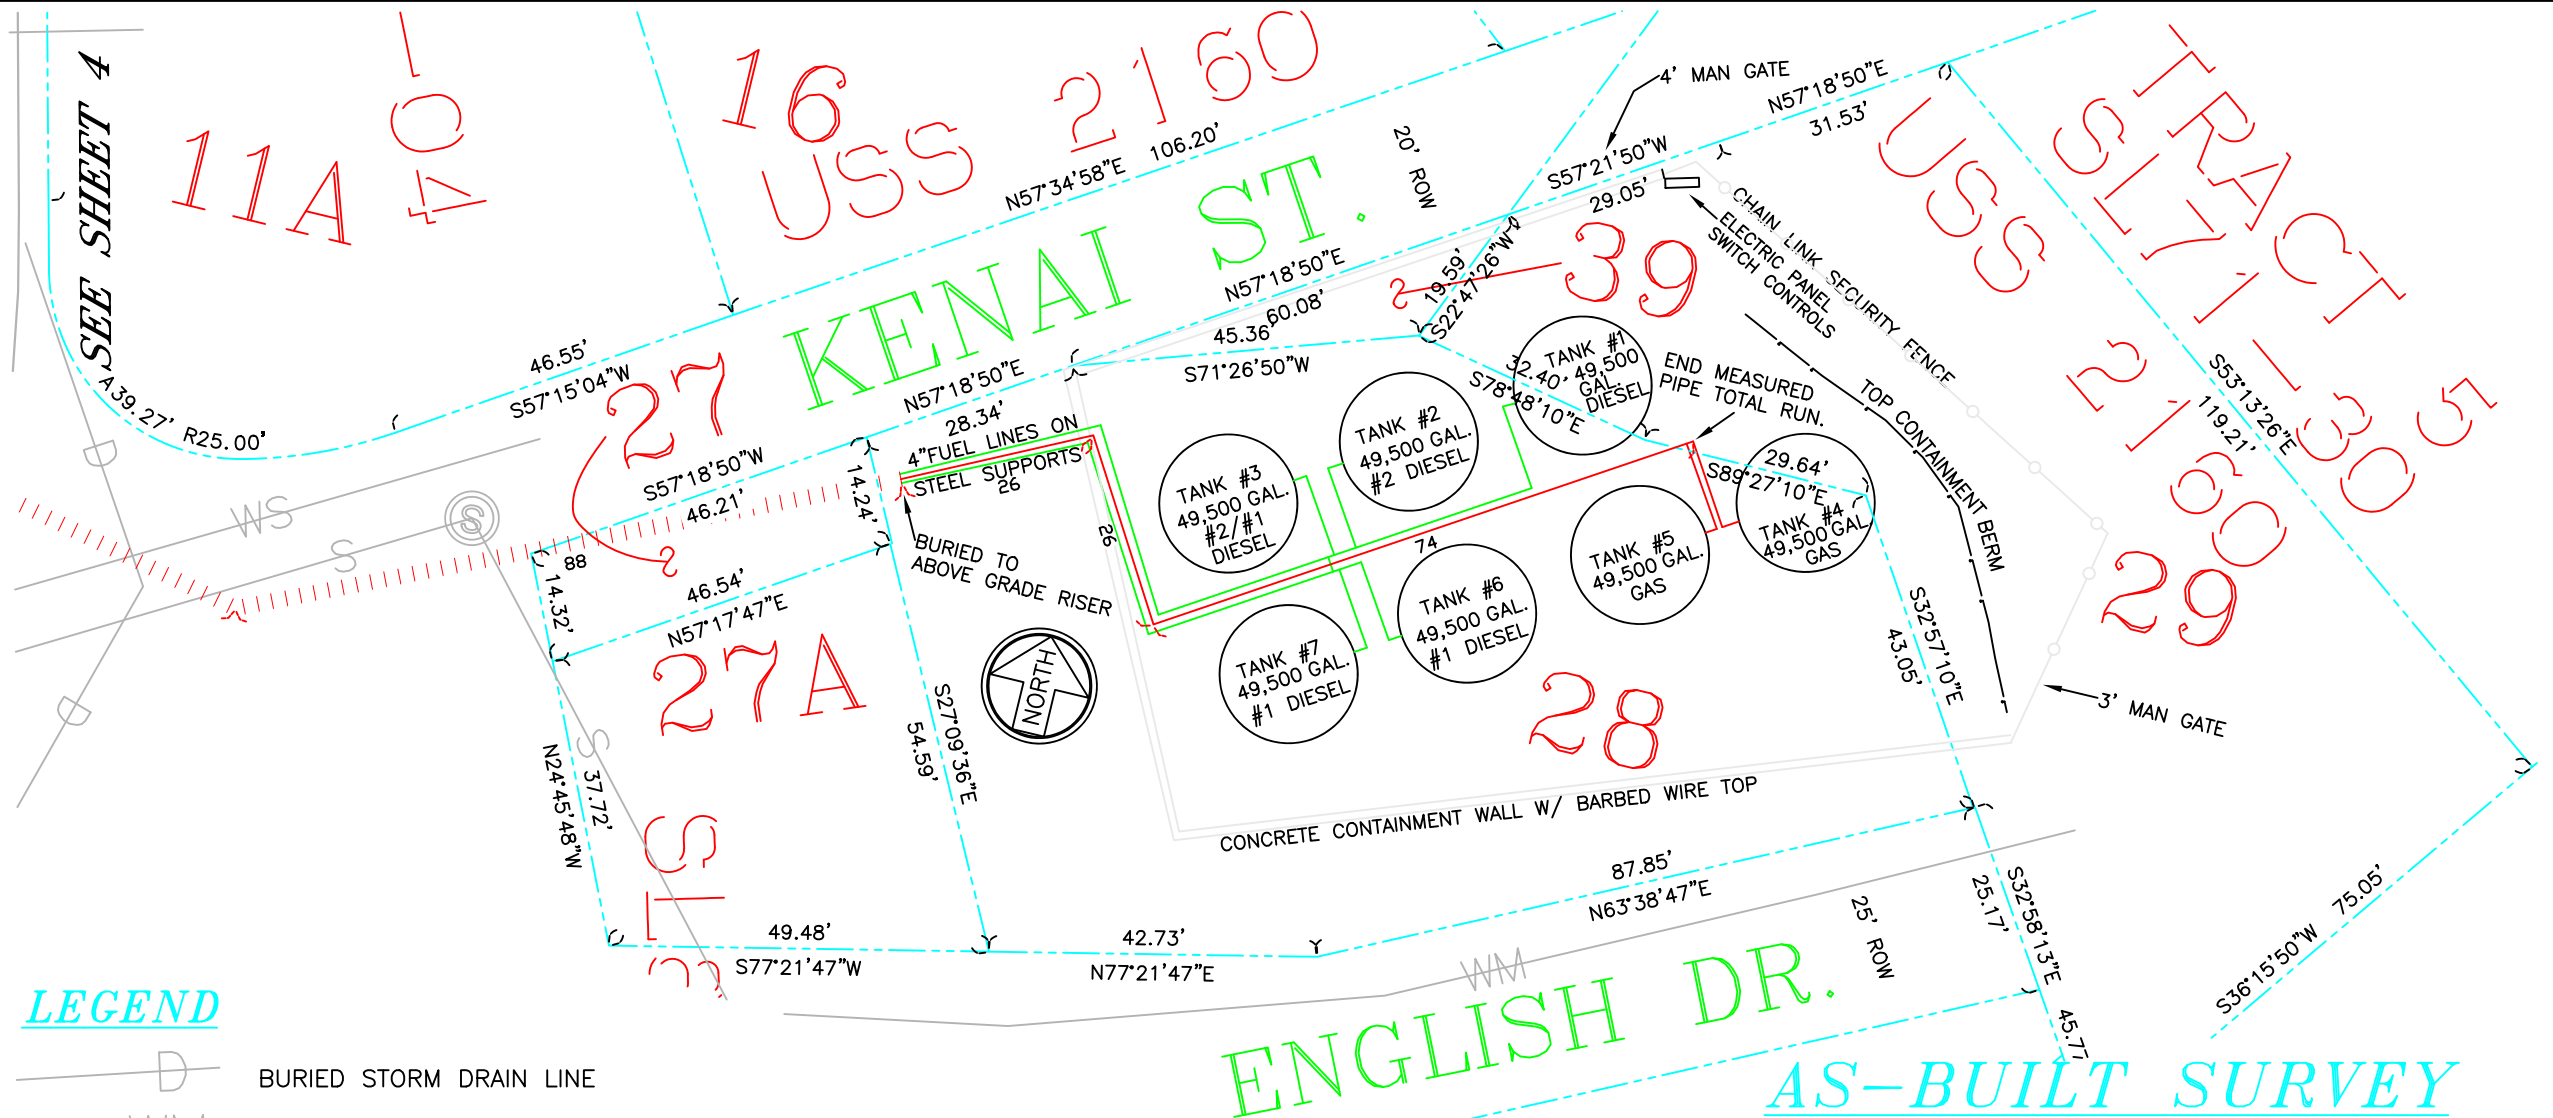 SEE SHEET 4
11A
16
USS 2160
106.20'
N57°34'58"E
20' ROW
4' MAN GATE
N57°18'50"E
31.53'
S57°21'50"W
29.05'
TRACT
SL 71-30
USS 2160
29
S53°13'26"E
119.21'
KENAI ST.
46.55'
S57°15'04"W
A39.27' R25.00'
N57°18'50"E
60.08'
19.59'
S22°47'26"W
2
39
CHAIN LINK SECURITY FENCE
ELECTRIC PANEL
SWITCH CONTROLS
45.36'
S71°26'50"W
N57°18'50"E
28.34'
4"FUEL LINES ON
STEEL SUPPORTS
26
27
S57°18'50"W
46.21'
14.24'
2
88
26
74
TANK #1
49,500
GAL.
DIESEL
32.40'
S78°48'10"E
END MEASURED
PIPE TOTAL RUN.
TOP CONTAINMENT BERM
TANK #2
49,500 GAL.
#2 DIESEL
TANK #3
49,500 GAL.
#2/#1
DIESEL
29.64'
S89°27'10"E
TANK #4
49,500 GAL
GAS
TANK #5
49,500 GAL.
GAS
TANK #6
49,500 GAL.
#1 DIESEL
TANK #7
49,500 GAL.
#1 DIESEL
BURIED TO
ABOVE GRADE RISER
D
WS
S
S
D
S
14.32'
46.54'
N57°17'47"E
27A
NORTH
S27°09'36"E
54.59'
N24°45'48"W
37.72'
28
S32°57'10"E
43.05'
3' MAN GATE
CONCRETE CONTAINMENT WALL W/ BARBED WIRE TOP
87.85'
N63°38'47"E
49.48'
S77°21'47"W
42.73'
N77°21'47"E
WM
25' ROW
25.17'
S32°58'13"E
45.77
75.05'
S36°15'50"W
ENGLISH DR.
LEGEND
D BURIED STORM DRAIN LINE
AS-BUILT SURVEY